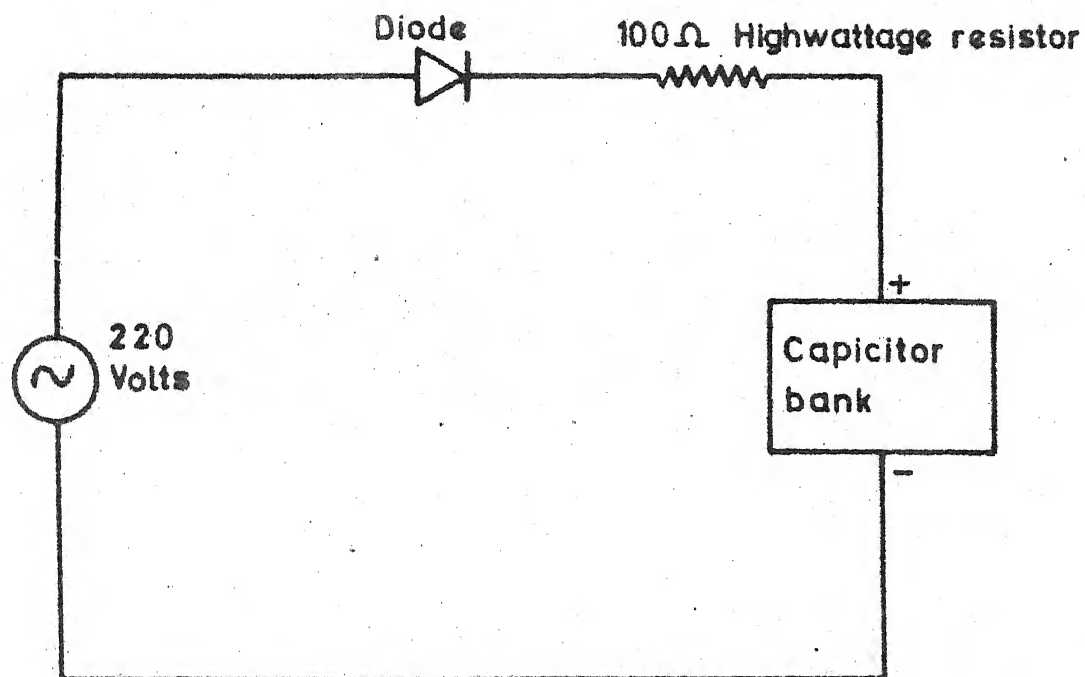 Diode
100Ω Highwattage resistor
220
Volts
+
Capicitor
bank
-